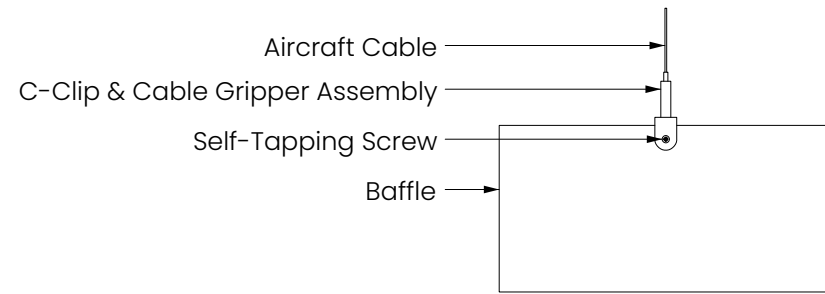 Aircraft Cable
C-Clip & Cable Gripper Assembly
Self-Tapping Screw
Baffle